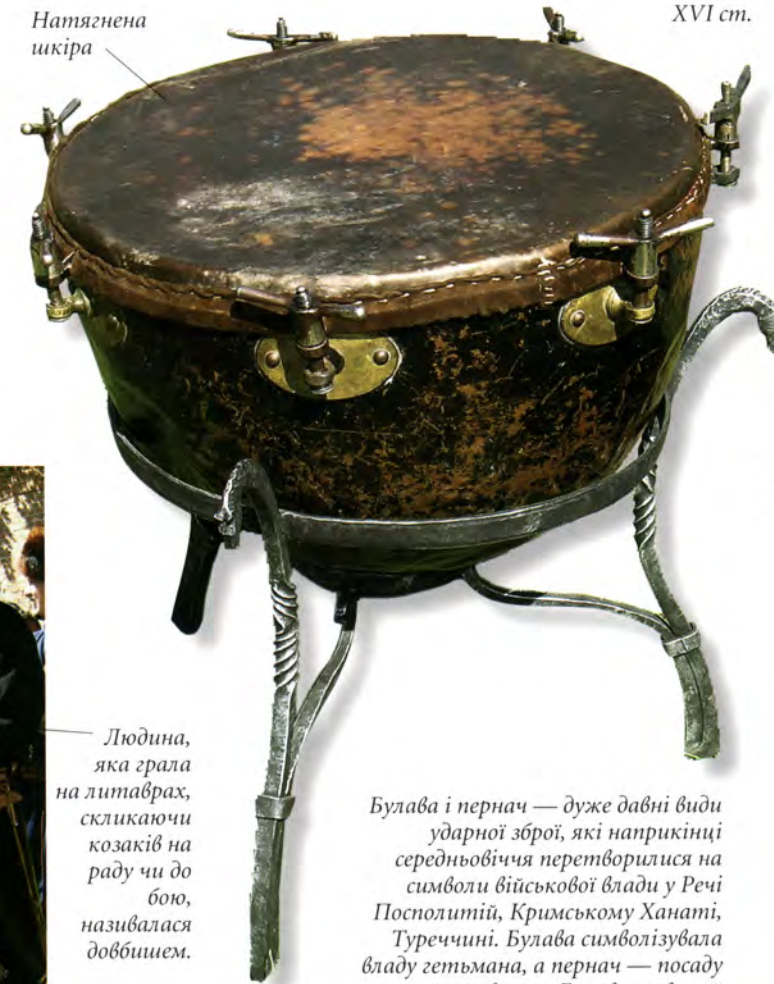 Натягнена
шкіра
XVI ст.
Людина,
яка грала
на литаврах,
скликаючи
козаків на
раду чи до
бою,
називалася
довбишем.
Булава і пернач — дуже давні види
ударної зброї, які наприкінці
середньовіччя перетворилися на
символи військової влади у Речі
Посполитій, Кримському Ханаті,
Туреччині. Булава символізувала
владу гетьмана, а пернач — посаду